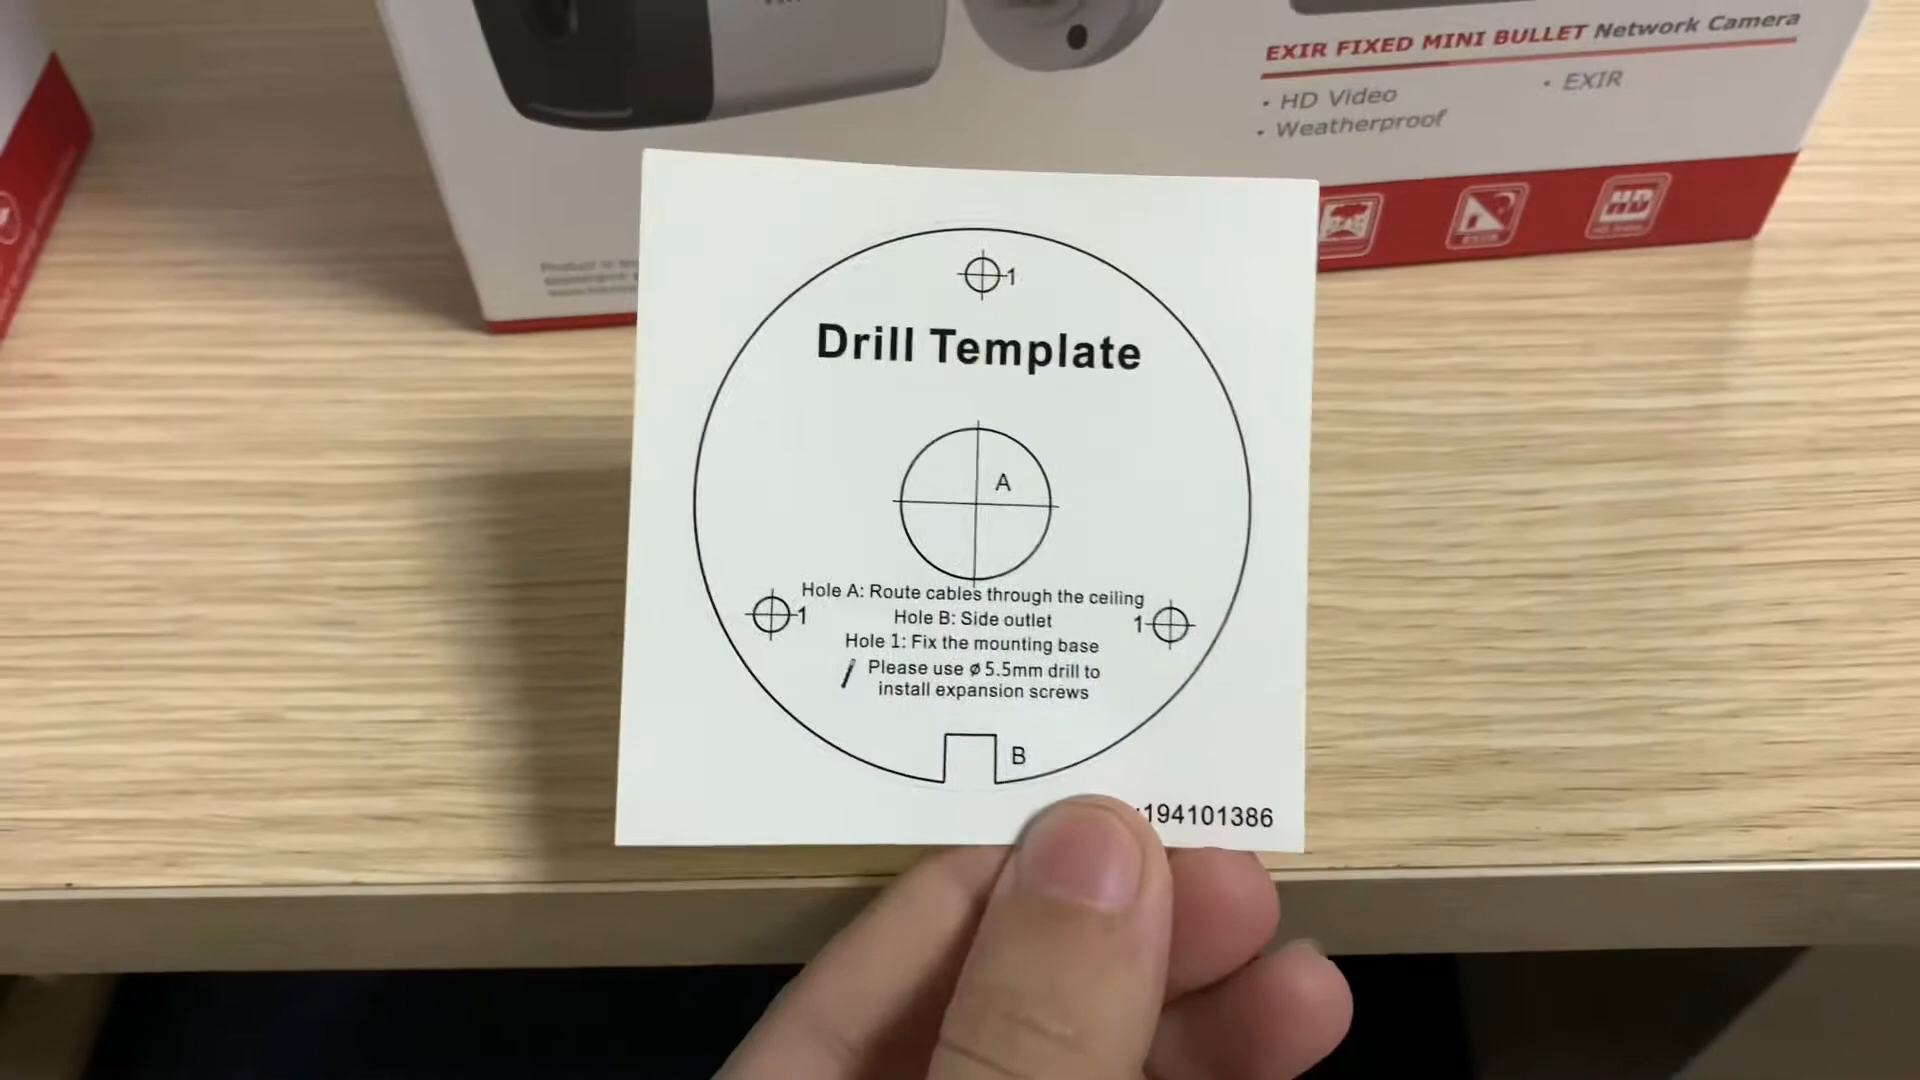 EXIR FIXED MINI BULLET Network Camera
• HD Video
• EXIR
• Weatherproof
EXIR
HD
1
Drill Template
A
Hole A: Route cables through the ceiling
1
1
Hole B: Side outlet
Hole 1: Fix the mounting base
Please use ⌀5.5mm drill to
install expansion screws
B
194101386